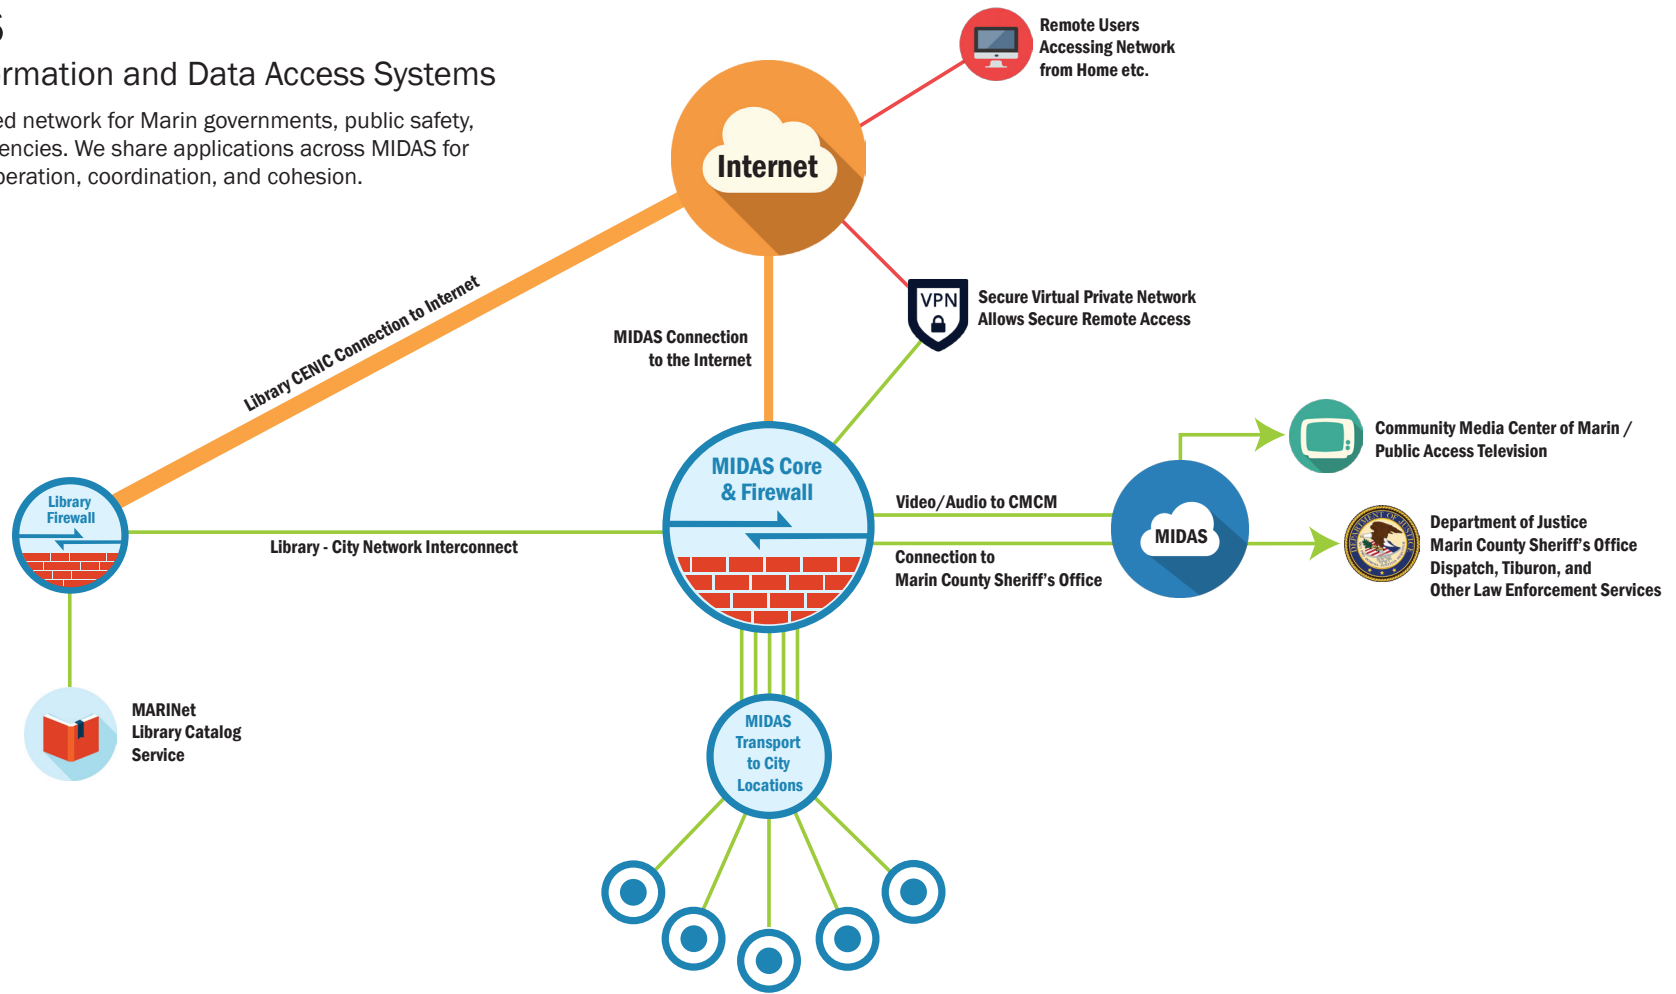 S
ormation and Data Access Systems
ed network for Marin governments, public safety,
encies. We share applications across MIDAS for
peration, coordination, and cohesion.
Remote Users
Accessing Network
from Home etc.
Internet
Library CENIC Connection to Internet
MIDAS Connection
to the Internet
VPN
Secure Virtual Private Network
Allows Secure Remote Access
Library
Firewall
Library - City Network Interconnect
MIDAS Core
& Firewall
Video/Audio to CMCM
Connection to
Marin County Sheriff's Office
MIDAS
Community Media Center of Marin /
Public Access Television
Department of Justice
Marin County Sheriff's Office
Dispatch, Tiburon, and
Other Law Enforcement Services
MARINet
Library Catalog
Service
MIDAS
Transport
to City
Locations